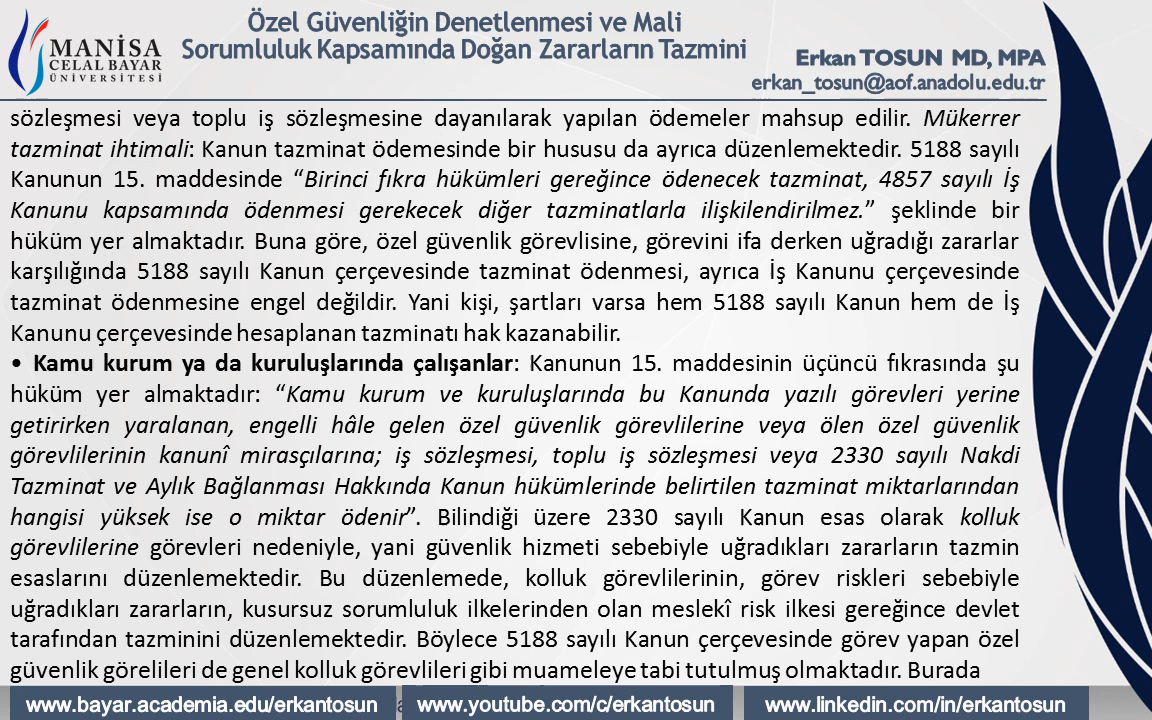 MANİSA
CELAL BAYAR
ÜNİVERSİTESİ
Özel Güvenliğin Denetlenmesi ve Mali
Sorumluluk Kapsamında Doğan Zararların Tazmini
Erkan TOSUN MD, MPA
erkan_tosun@aof.anadolu.edu.tr
sözleşmesi veya toplu iş sözleşmesine dayanılarak yapılan ödemeler mahsup edilir. Mükerrer
tazminat ihtimali: Kanun tazminat ödemesinde bir hususu da ayrıca düzenlemektedir. 5188 sayılı
Kanunun 15. maddesinde “Birinci fıkra hükümleri gereğince ödenecek tazminat, 4857 sayılı İş
Kanunu kapsamında ödenmesi gerekecek diğer tazminatlarla ilişkilendirilmez.” şeklinde bir
hüküm yer almaktadır. Buna göre, özel güvenlik görevlisine, görevini ifa derken uğradığı zararlar
karşılığında 5188 sayılı Kanun çerçevesinde tazminat ödenmesi, ayrıca İş Kanunu çerçevesinde
tazminat ödenmesine engel değildir. Yani kişi, şartları varsa hem 5188 sayılı Kanun hem de İş
Kanunu çerçevesinde hesaplanan tazminatı hak kazanabilir.
• Kamu kurum ya da kuruluşlarında çalışanlar: Kanunun 15. maddesinin üçüncü fıkrasında şu
hüküm yer almaktadır: “Kamu kurum ve kuruluşlarında bu Kanunda yazılı görevleri yerine
getirirken yaralanan, engelli hâle gelen özel güvenlik görevlilerine veya ölen özel güvenlik
görevlilerinin kanunî mirasçılarına; iş sözleşmesi, toplu iş sözleşmesi veya 2330 sayılı Nakdi
Tazminat ve Aylık Bağlanması Hakkında Kanun hükümlerinde belirtilen tazminat miktarlarından
hangisi yüksek ise o miktar ödenir”. Bilindiği üzere 2330 sayılı Kanun esas olarak kolluk
görevlilerine görevleri nedeniyle, yani güvenlik hizmeti sebebiyle uğradıkları zararların tazmin
esaslarını düzenlemektedir. Bu düzenlemede, kolluk görevlilerinin, görev riskleri sebebiyle
uğradıkları zararların, kusursuz sorumluluk ilkelerinden olan meslekî risk ilkesi gereğince devlet
tarafından tazminini düzenlemektedir. Böylece 5188 sayılı Kanun çerçevesinde görev yapan özel
güvenlik görelileri de genel kolluk görevlileri gibi muameleye tabi tutulmuş olmaktadır. Burada
www.bayar.academia.edu/erkantosun
www.youtube.com/c/erkantosun
www.linkedin.com/in/erkantosun